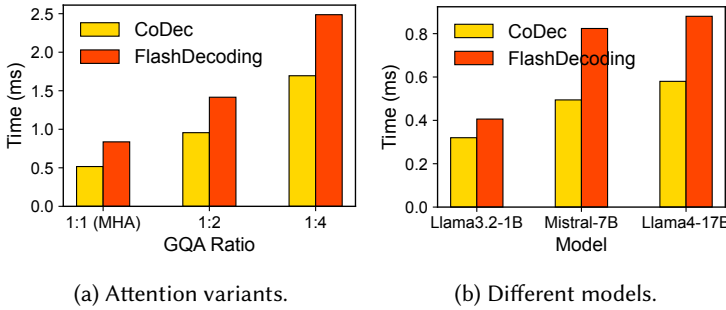 2.5
2.0
1.5
1.0
0.5
0.0
Time (ms)
CoDec
FlashDecoding
1:1 (MHA)
1:2
1:4
GQA Ratio
(a) Attention variants.
0.8
0.6
0.4
0.2
0.0
Time (ms)
CoDec
FlashDecoding
Llama3.2-1B
Mistral-7B
Llama4-17B
Model
(b) Different models.